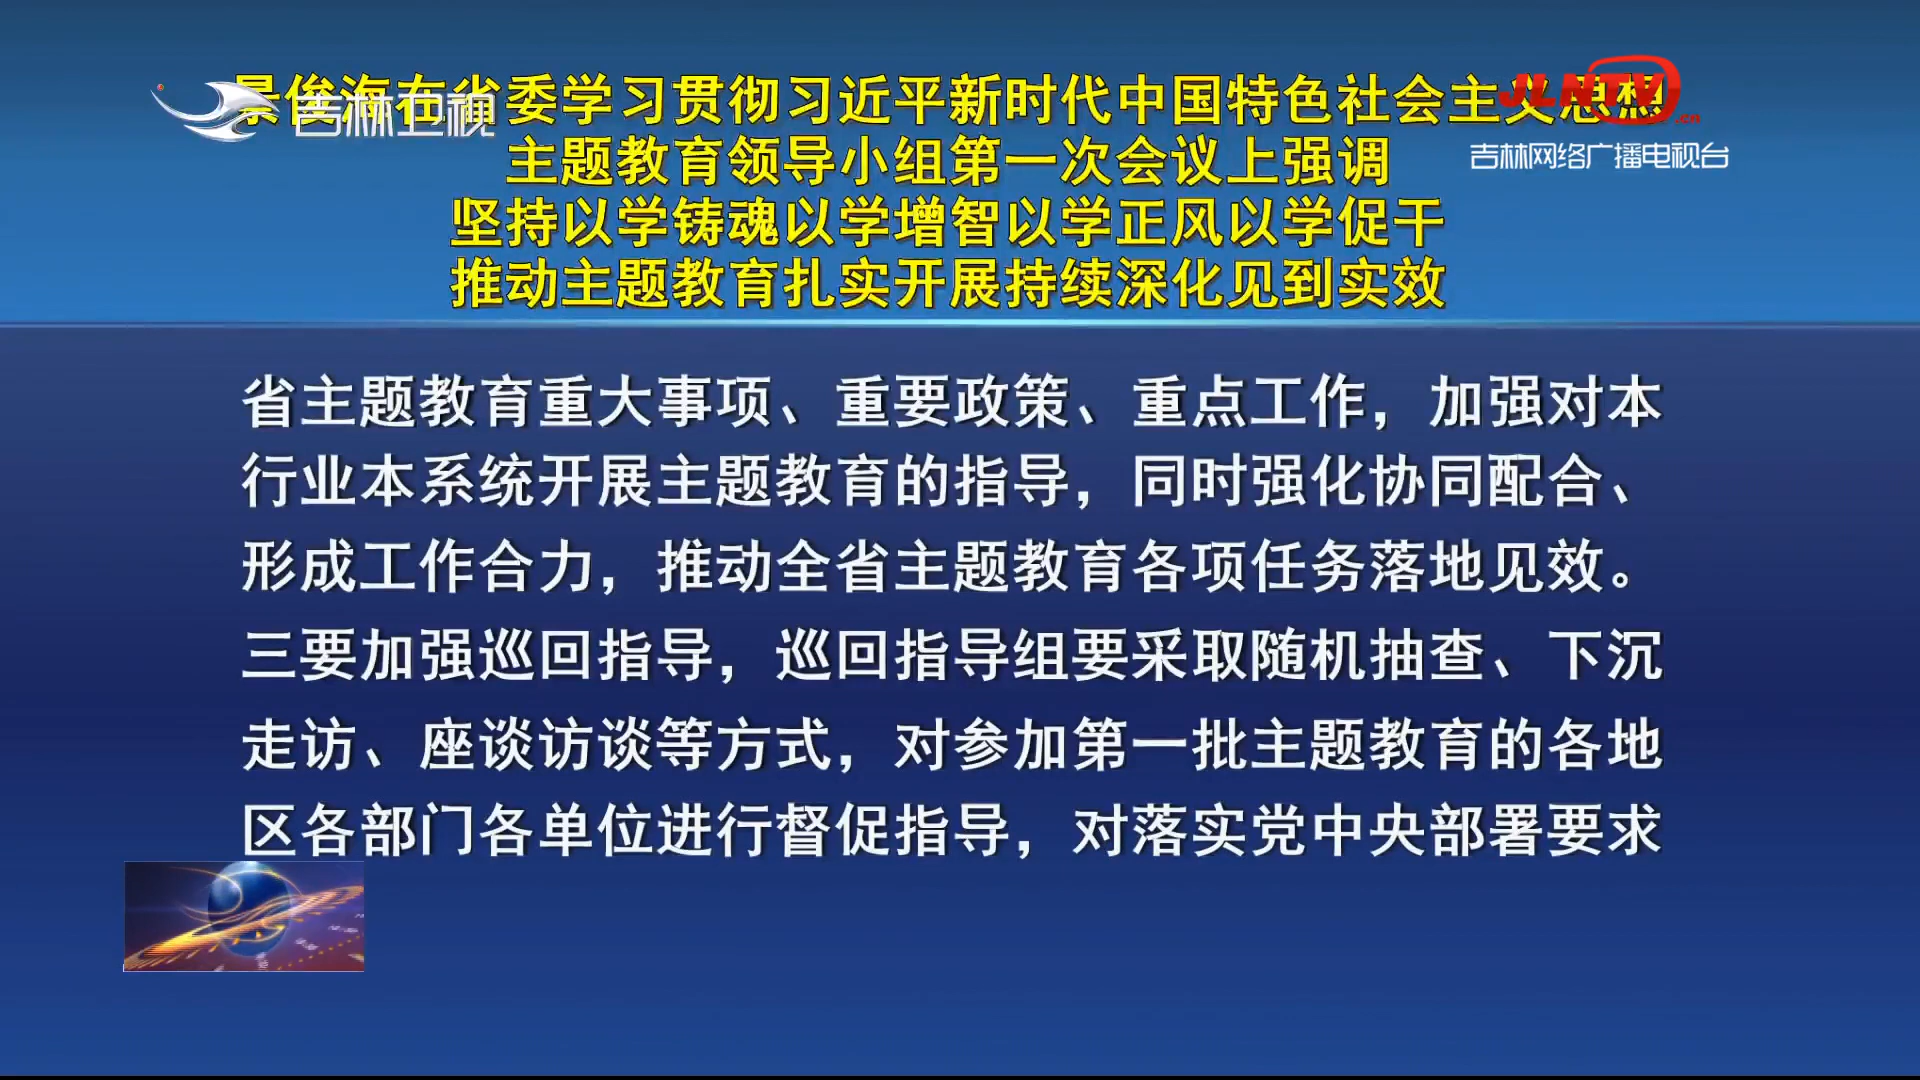 景俊海在省委学习贯彻习近平新时代中国特色社会主义思想
吉林卫视
JLNTV
主题教育领导小组第一次会议上强调
吉林网络广播电视台
坚持以学铸魂以学增智以学正风以学促干
推动主题教育扎实开展持续深化见到实效
省主题教育重大事项、重要政策、重点工作，加强对本
行业本系统开展主题教育的指导，同时强化协同配合、
形成工作合力，推动全省主题教育各项任务落地见效。
三要加强巡回指导，巡回指导组要采取随机抽查、下沉
走访、座谈访谈等方式，对参加第一批主题教育的各地
区各部门各单位进行督促指导，对落实党中央部署要求